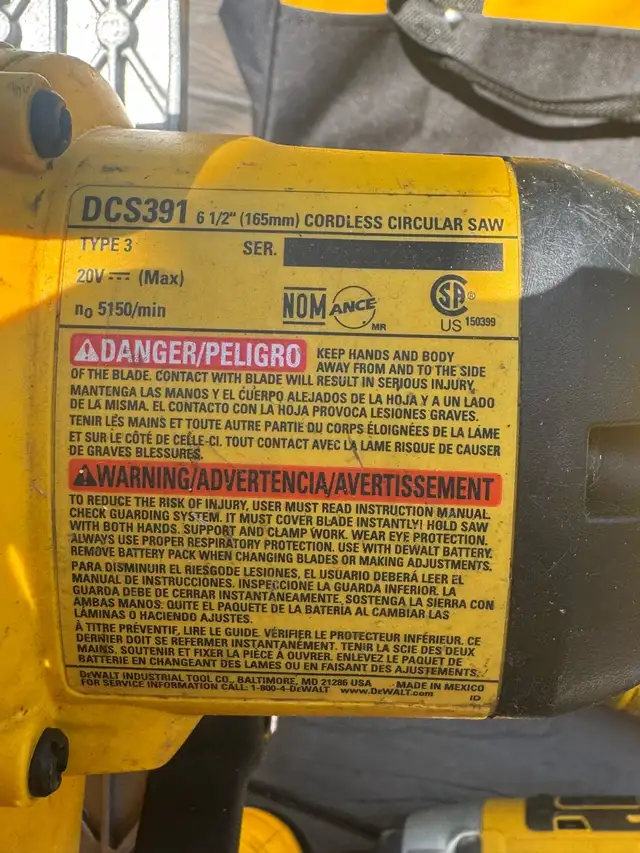 DCS391 6 1/2" (165mm) CORDLESS CIRCULAR SAW
TYPE 3 SER.
20V ⎓ (Max)
n₀ 5150/min
NOM ANCE MR
SA ® US 150399
DANGER/PELIGRO KEEP HANDS AND BODY
AWAY FROM AND TO THE SIDE
OF THE BLADE. CONTACT WITH BLADE WILL RESULT IN SERIOUS INJURY.
MANTENGA LAS MANOS Y EL CUERPO ALEJADOS DE LA HOJA Y A UN LADO
DE LA MISMA. EL CONTACTO CON LA HOJA PROVOCA LESIONES GRAVES.
TENIR LES MAINS ET TOUTE AUTRE PARTIE DU CORPS ÉLOIGNÉES DE LA LAME
ET SUR LE CÔTÉ DE CELLE-CI. TOUT CONTACT AVEC LA LAME RISQUE DE CAUSER
DE GRAVES BLESSURES.
WARNING/ADVERTENCIA/AVERTISSEMENT
TO REDUCE THE RISK OF INJURY, USER MUST READ INSTRUCTION MANUAL.
CHECK GUARDING SYSTEM. IT MUST COVER BLADE INSTANTLY! HOLD SAW
WITH BOTH HANDS. SUPPORT AND CLAMP WORK. WEAR EYE PROTECTION.
ALWAYS USE PROPER RESPIRATORY PROTECTION. USE WITH DEWALT BATTERY.
REMOVE BATTERY PACK WHEN CHANGING BLADES OR MAKING ADJUSTMENTS.
PARA DISMINUIR EL RIESGODE LESIONES, EL USUARIO DEBERÁ LEER EL
MANUAL DE INSTRUCCIONES. INSPECCIONE LA GUARDA INFERIOR. LA
GUARDA DEBE DE CERRAR INSTANTÁNEAMENTE. SOSTENGA LA SIERRA CON
AMBAS MANOS. QUITE EL PAQUETE DE LA BATERÍA AL CAMBIAR LAS
LÁMINAS O HACIENDO AJUSTES.
À TITRE PRÉVENTIF, LIRE LE GUIDE. VÉRIFIER LE PROTECTEUR INFÉRIEUR. CE
DERNIER DOIT SE REFERMER INSTANTANÉMENT. TENIR LA SCIE DES DEUX
MAINS. SOUTENIR ET FIXER LA PIÈCE À OUVRER. ENLEVEZ LE PAQUET DE
BATTERIE EN CHANGEANT DES LAMES OU EN FAISANT DES AJUSTEMENTS.
DEWALT INDUSTRIAL TOOL CO., BALTIMORE, MD 21286 USA MADE IN MEXICO
FOR SERVICE INFORMATION CALL: 1-800-4-DEWALT www.DEWALT.com ID